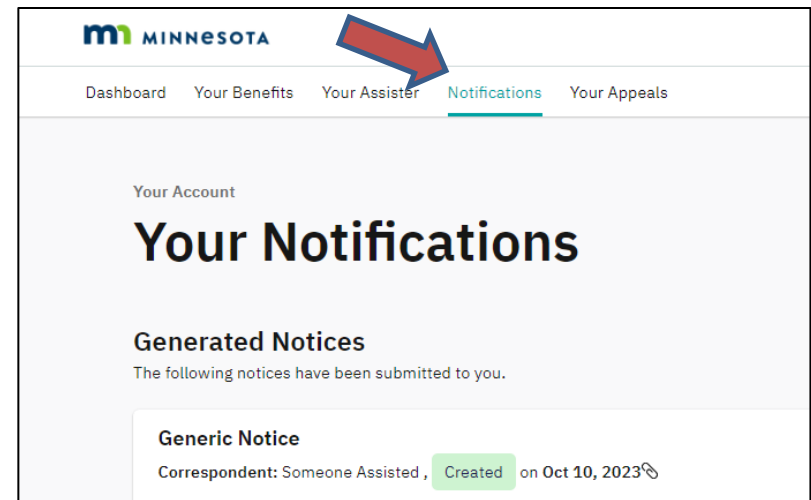 mn MINNESOTA
Dashboard Your Benefits Your Assister Notifications Your Appeals
Your Account
Your Notifications
Generated Notices
The following notices have been submitted to you.
Generic Notice
Correspondent: Someone Assisted , Created on Oct 10, 2023